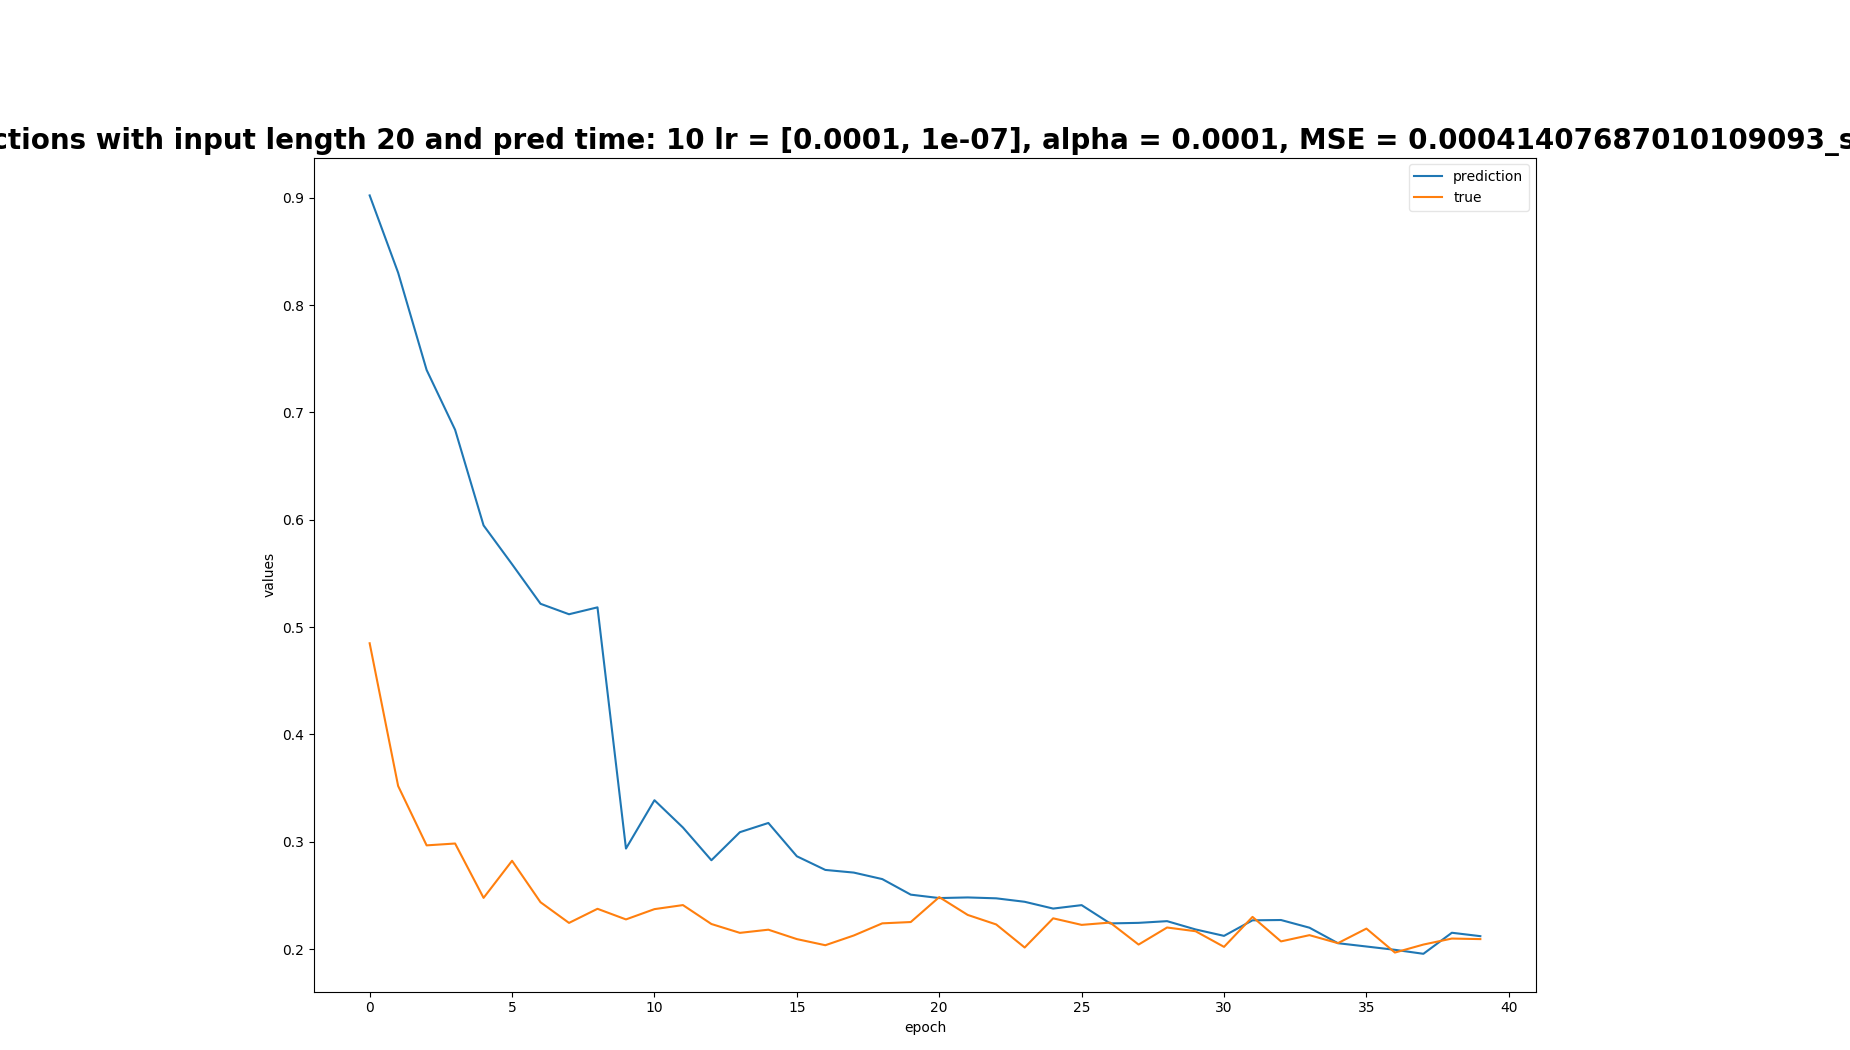 ctions with input length 20 and pred time: 10 lr = [0.0001, 1e-07], alpha = 0.0001, MSE = 0.00041407687010109093_s
prediction
true
0.9
0.8
0.7
0.6
0.5
0.4
0.3
0.2
values
0 5 10 15 20 25 30 35 40
epoch